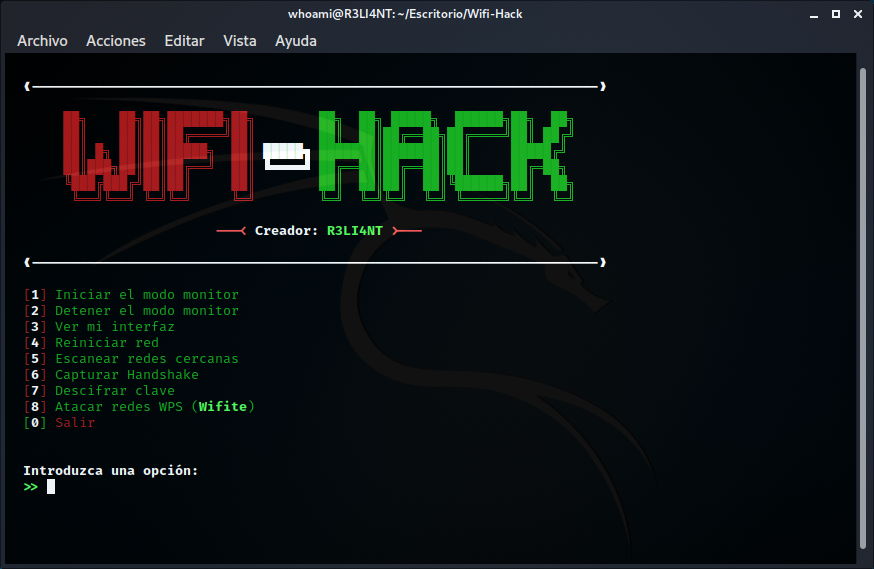 whoami@R3LI4NT: ~/Escritorio/Wifi-Hack
Archivo Acciones Editar Vista Ayuda
WIFI-HACK
Creador: R3LI4NT
[1] Iniciar el modo monitor
[2] Detener el modo monitor
[3] Ver mi interfaz
[4] Reiniciar red
[5] Escanear redes cercanas
[6] Capturar Handshake
[7] Descifrar clave
[8] Atacar redes WPS (Wifite)
[0] Salir
Introduzca una opción:
>>